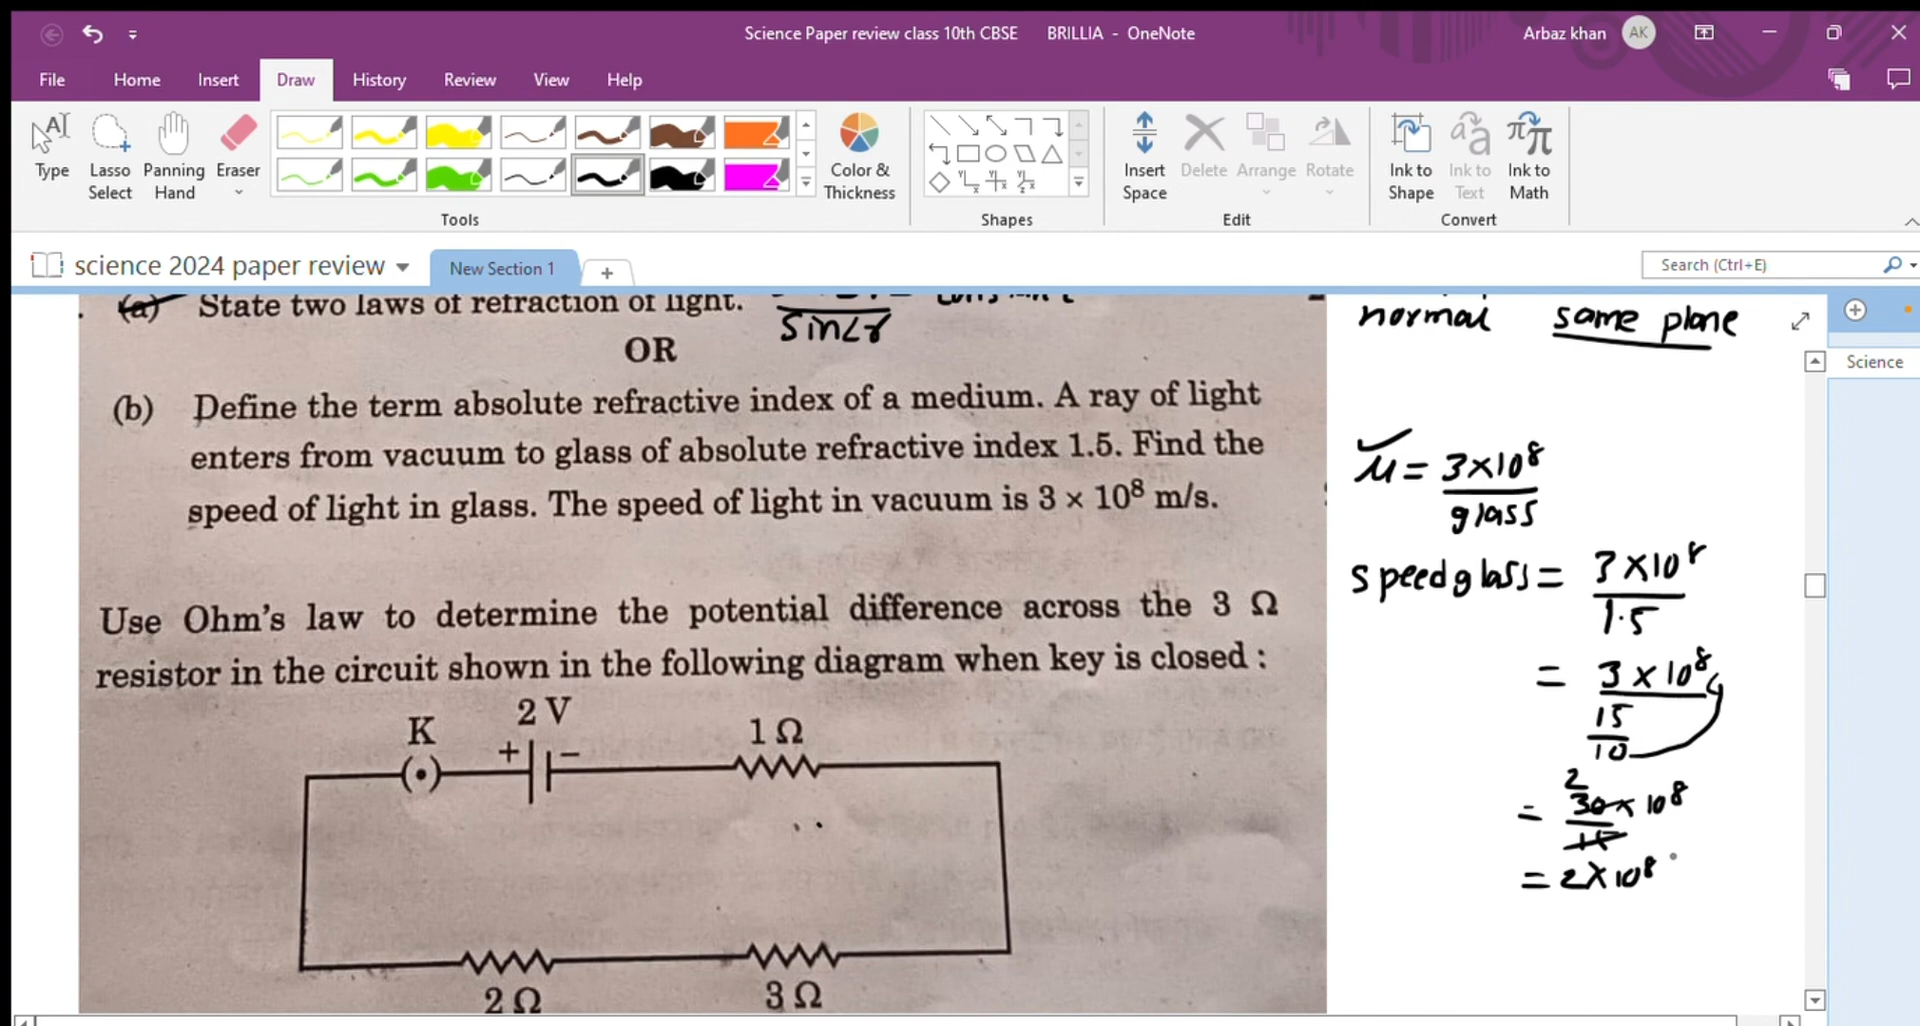 Science Paper review class 10th CBSE BRILLIA - OneNote
Arbaz khan AK
File Home Insert Draw History Review View Help
Type Lasso Select Panning Hand Eraser
Color & Thickness
Insert Space Delete Arrange Rotate
Ink to Shape Ink to Text Ink to Math
Tools Shapes Edit Convert
science 2024 paper review New Section 1 +
Search (Ctrl+E)
Science
(a) State two laws of refraction of light.
sin∠r
OR
(b) Define the term absolute refractive index of a medium. A ray of light
enters from vacuum to glass of absolute refractive index 1.5. Find the
speed of light in glass. The speed of light in vacuum is 3 × 10⁸ m/s.
Use Ohm's law to determine the potential difference across the 3 Ω
resistor in the circuit shown in the following diagram when key is closed :
K
2 V
+ −
1 Ω
2 Ω
3 Ω
normal same plane
μ = 3×10⁸
glass
speed glass = 3×10⁸
1.5
= 3 × 10⁸
15
10
2
= 30 × 10⁸
15
= 2×10⁸